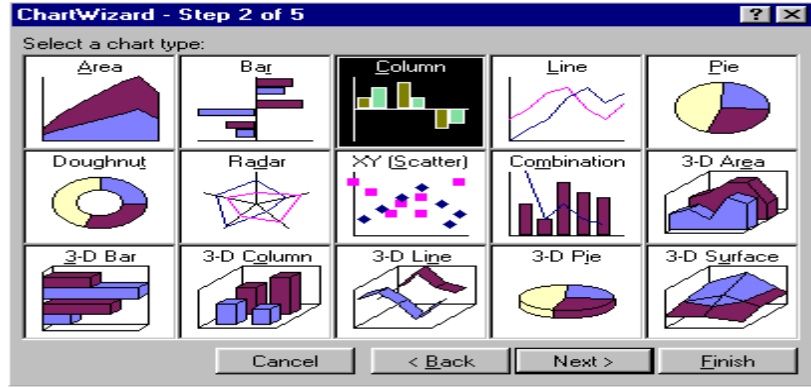 ChartWizard - Step 2 of 5
Select a chart type:
Area Bar Column Line Pie
Doughnut Radar XY (Scatter) Combination 3-D Area
3-D Bar 3-D Column 3-D Line 3-D Pie 3-D Surface
Cancel < Back Next > Finish